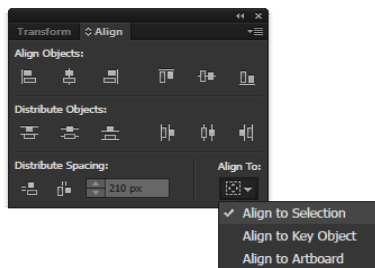 Transform Align
Align Objects:
Distribute Objects:
Distribute Spacing: Align To:
210 px
Align to Selection
Align to Key Object
Align to Artboard